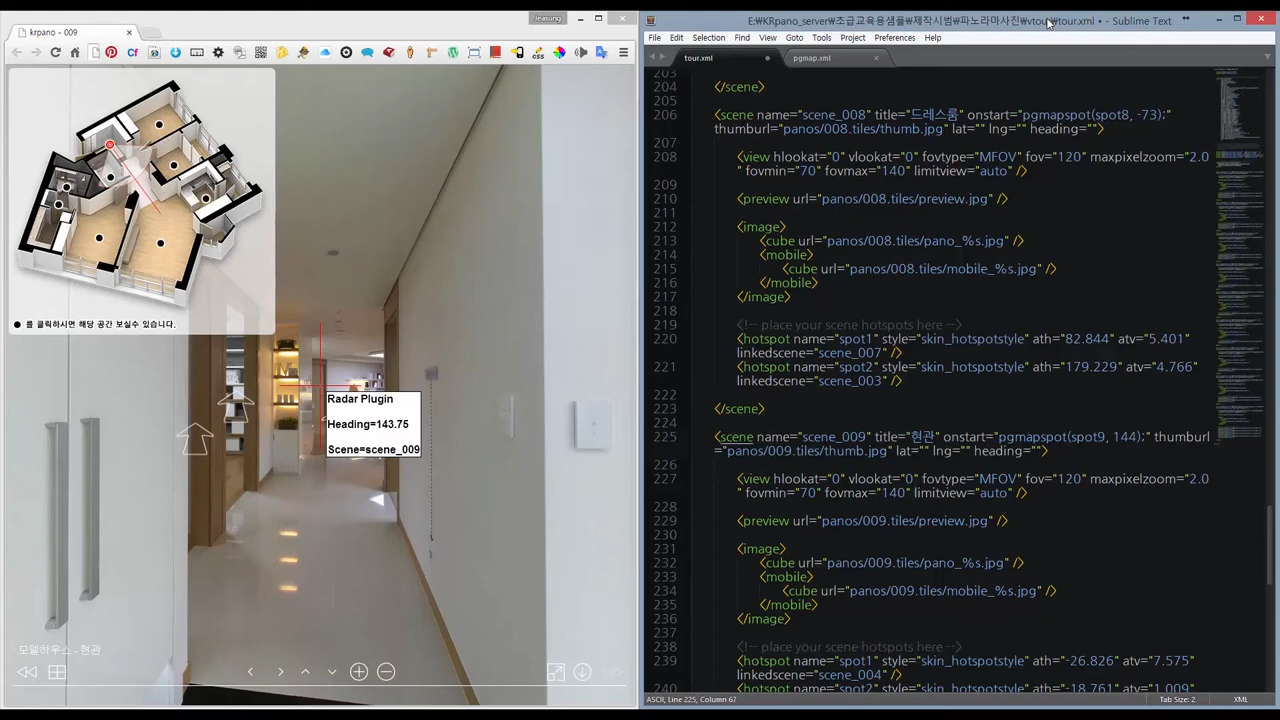 Jeasung
krpano - 009
● 를 클릭하시면 해당 공간 보실수 있습니다.
Radar Plugin
Heading=143.75
Scene=scene_009
모델하우스 - 현관
E:₩KRpano_server₩초급교육용샘플₩제작시범₩파노라마사진₩vtour₩tour.xml • - Sublime Text
File Edit Selection Find View Goto Tools Project Preferences Help
tour.xml
pgmap.xml
203
204 </scene>
205
206 <scene name="scene_008" title="드레스룸" onstart="pgmapspot(spot8, -73);"
thumburl="panos/008.tiles/thumb.jpg" lat="" lng="" heading="">
207
208 <view hlookat="0" vlookat="0" fovtype="MFOV" fov="120" maxpixelzoom="2.0
" fovmin="70" fovmax="140" limitview="auto" />
209
210 <preview url="panos/008.tiles/preview.jpg" />
211
212 <image>
213 <cube url="panos/008.tiles/pano_%s.jpg" />
214 <mobile>
215 <cube url="panos/008.tiles/mobile_%s.jpg" />
216 </mobile>
217 </image>
218
219 <!-- place your scene hotspots here -->
220 <hotspot name="spot1" style="skin_hotspotstyle" ath="82.844" atv="5.401"
linkedscene="scene_007" />
221 <hotspot name="spot2" style="skin_hotspotstyle" ath="179.229" atv="4.766"
linkedscene="scene_003" />
222
223 </scene>
224
225 <scene name="scene_009" title="현관" onstart="pgmapspot(spot9, 144);" thumburl
="panos/009.tiles/thumb.jpg" lat="" lng="" heading="">
226
227 <view hlookat="0" vlookat="0" fovtype="MFOV" fov="120" maxpixelzoom="2.0
" fovmin="70" fovmax="140" limitview="auto" />
228
229 <preview url="panos/009.tiles/preview.jpg" />
230
231 <image>
232 <cube url="panos/009.tiles/pano_%s.jpg" />
233 <mobile>
234 <cube url="panos/009.tiles/mobile_%s.jpg" />
235 </mobile>
236 </image>
237
238 <!-- place your scene hotspots here -->
239 <hotspot name="spot1" style="skin_hotspotstyle" ath="-26.826" atv="7.575"
linkedscene="scene_004" />
240 <hotspot name="spot2" style="skin_hotspotstyle" ath="-18.761" atv="1.009"
ASCII, Line 225, Column 67
Tab Size: 2
XML